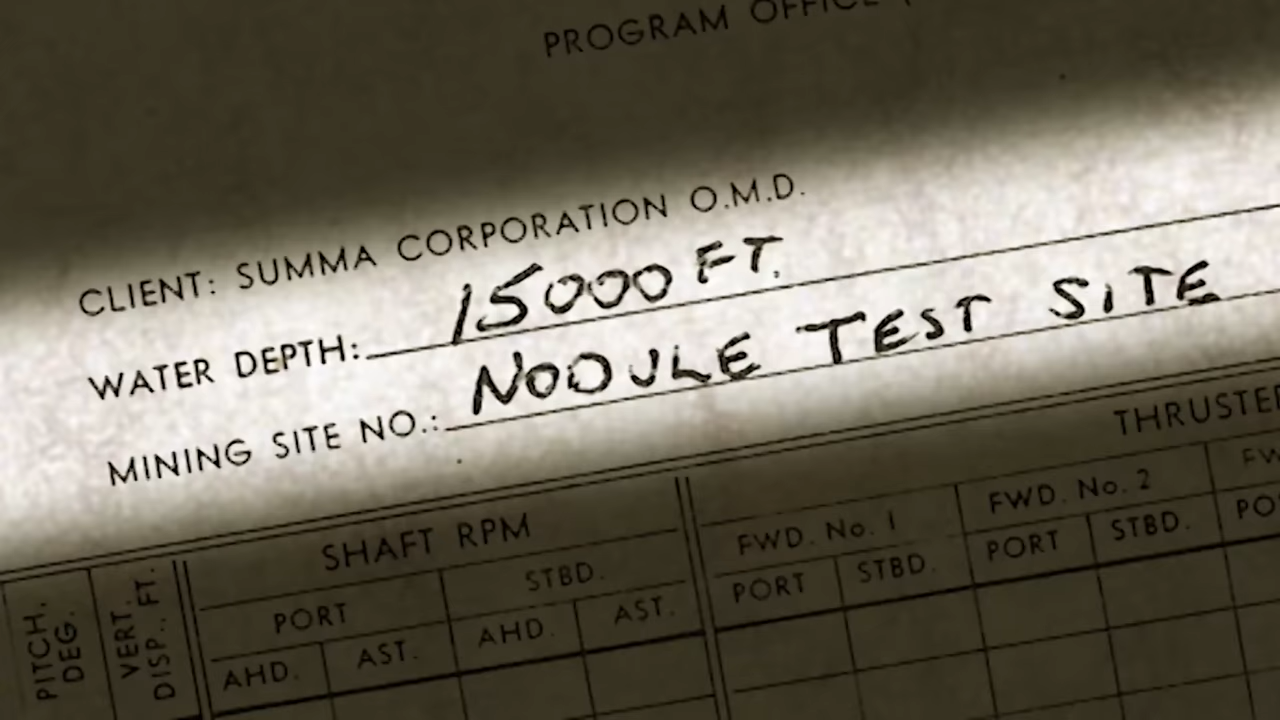 PROGRAM OFFICE
CLIENT: SUMMA CORPORATION O.M.D.
WATER DEPTH: 15000 FT.
MINING SITE NO.: NODULE TEST SITE
THRUSTER
SHAFT RPM
FWD. No. 1
FWD. No. 2
FW
PORT
STBD.
PORT
STBD.
PORT
STBD.
PO
AHD.
AST.
AHD.
AST.
PITCH. DEG.
VERT. DISP., FT.